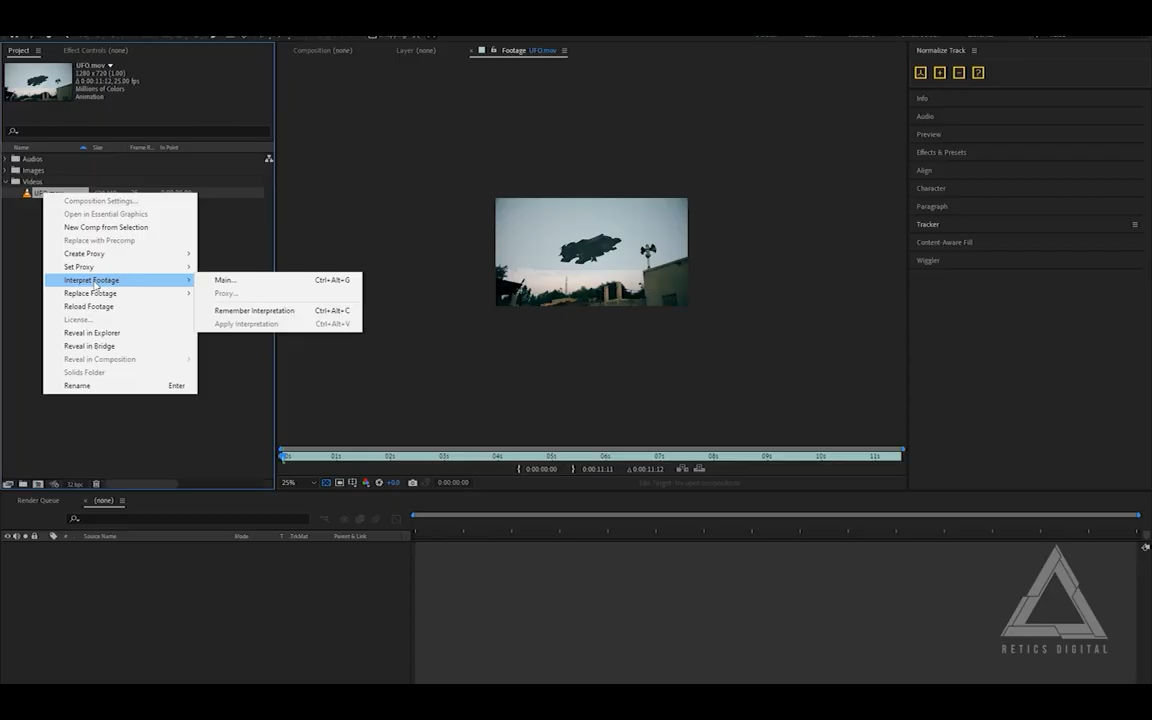 Project
Effect Controls (none)
Composition (none)
Layer (none)
Footage UFO.mov
Normalize Track
UFO.mov
1280 x 720 (1.00)
Δ 0:00:11:12, 25.00 fps
Millions of Colors
Animation
Info
Audio
Preview
Effects & Presets
Align
Character
Paragraph
Tracker
Content-Aware Fill
Wiggler
Name
Size
Frame R...
In Point
Audios
Images
Videos
Composition Settings...
Open in Essential Graphics
New Comp from Selection
Replace with Precomp
Create Proxy
Set Proxy
Interpret Footage
Replace Footage
Reload Footage
License...
Reveal in Explorer
Reveal in Bridge
Reveal in Composition
Solids Folder
Rename Enter
Main... Ctrl+Alt+G
Proxy...
Remember Interpretation Ctrl+Alt+C
Apply Interpretation Ctrl+Alt+V
01s 02s 03s 04s 05s 06s 07s 08s 09s 10s 11s
0:00:00:00
0:00:11:11
Δ 0:00:11:12
32 bpc
25%
+0.0
0:00:00:00
Render Queue
(none)
Source Name
Mode
T TrkMat
Parent & Link
RETICS DIGITAL